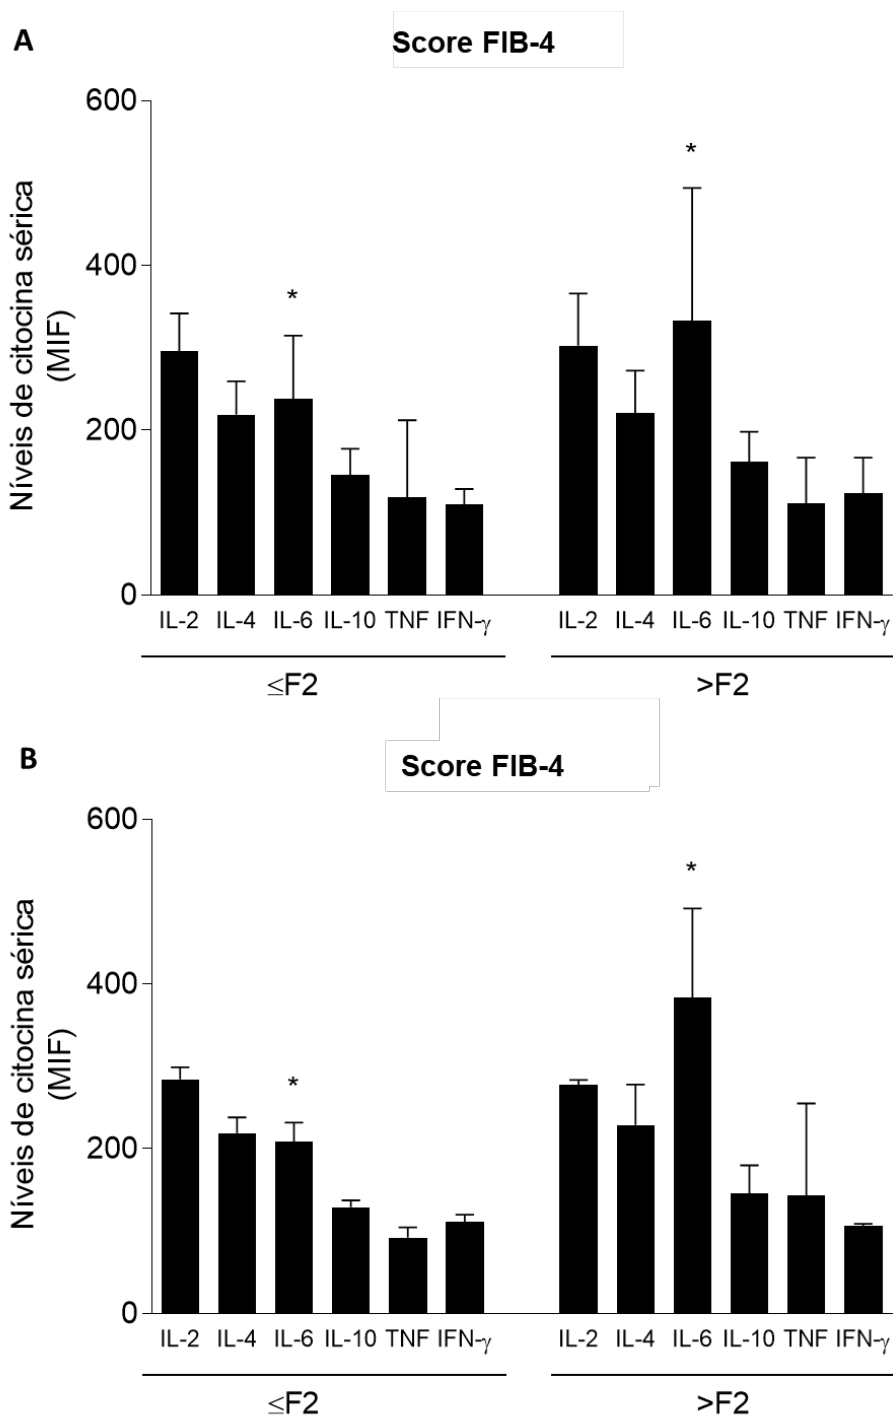 A
Score FIB-4
Níveis de citocina sérica
(MIF)
600
400
200
0
*
*
IL-2 IL-4 IL-6 IL-10 TNF IFN-γ
IL-2 IL-4 IL-6 IL-10 TNF IFN-γ
≤F2
>F2
B
Score FIB-4
Níveis de citocina sérica
(MIF)
600
400
200
0
*
*
IL-2 IL-4 IL-6 IL-10 TNF IFN-γ
IL-2 IL-4 IL-6 IL-10 TNF IFN-γ
≤F2
>F2